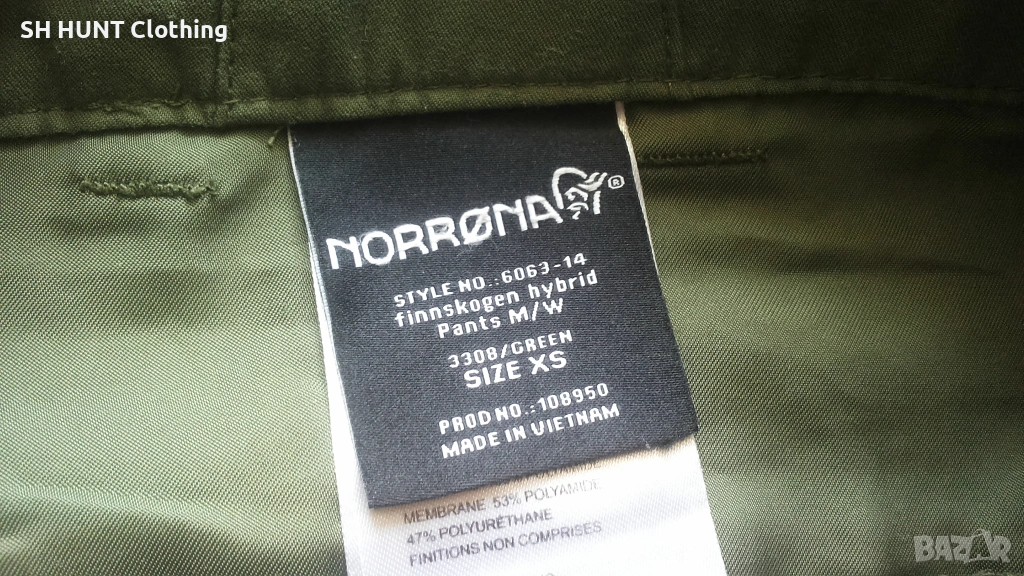 SH HUNT Clothing
NORRØNA®
STYLE NO.:6063-14
finnskogen hybrid
Pants M/W
3308/GREEN
SIZE XS
PROD NO.:108950
MADE IN VIETNAM
MEMBRANE 53% POLYAMIDE
47% POLYURÉTHANE
FINITIONS NON COMPRISES
BAZAR